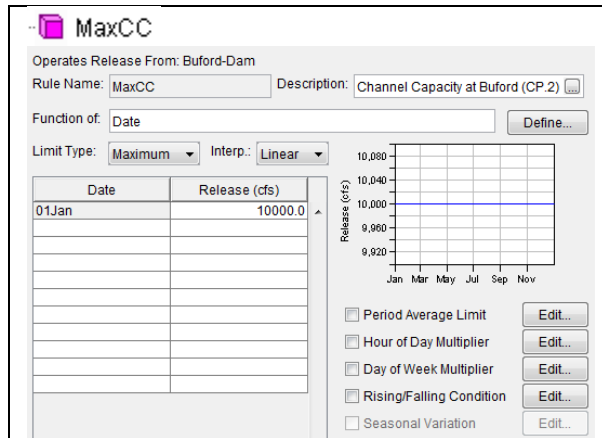 MaxCC
Operates Release From: Buford-Dam
Rule Name: MaxCC Description: Channel Capacity at Buford (CP.2) ...
Function of: Date Define...
Limit Type: Maximum Interp.: Linear
Date Release (cfs)
01Jan 10000.0
Release (cfs)
10,080
10,040
10,000
9,960
9,920
Jan Mar May Jul Sep Nov
Period Average Limit Edit...
Hour of Day Multiplier Edit...
Day of Week Multiplier Edit...
Rising/Falling Condition Edit...
Seasonal Variation Edit...